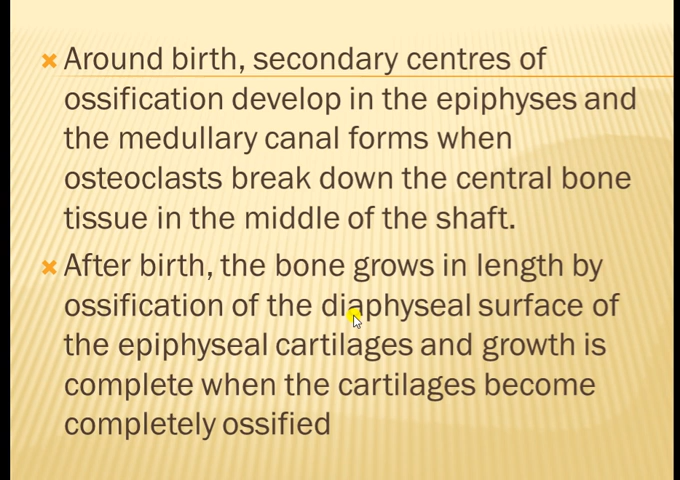 Around birth, secondary centres of
ossification develop in the epiphyses and
the medullary canal forms when
osteoclasts break down the central bone
tissue in the middle of the shaft.
After birth, the bone grows in length by
ossification of the diaphyseal surface of
the epiphyseal cartilages and growth is
complete when the cartilages become
completely ossified